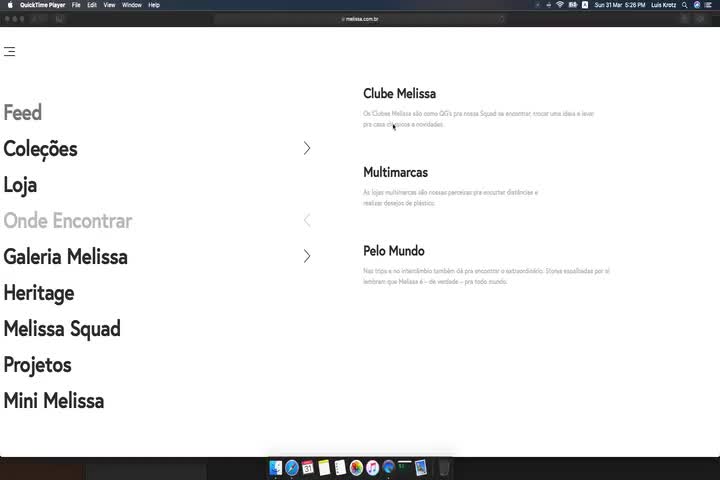 QuickTime Player File Edit View Window Help
Sun 31 Mar 5:26 PM Luis Krotz
melissa.com.br
Feed
Coleções
Loja
Onde Encontrar
Galeria Melissa
Heritage
Melissa Squad
Projetos
Mini Melissa
Clube Melissa
Os Clubes Melissa são como QG's pra nossa Squad se encontrar, trocar uma ideia e levar
pra casa clássicos e novidades.
Multimarcas
As lojas multimarcas são nossas parceiras pra encurtar distâncias e
realizar desejos de plástico.
Pelo Mundo
Nas trips e no intercâmbio também dá pra encontrar o extraordinário. Stores espalhadas por aí
lembram que Melissa é - de verdade - pra todo mundo.